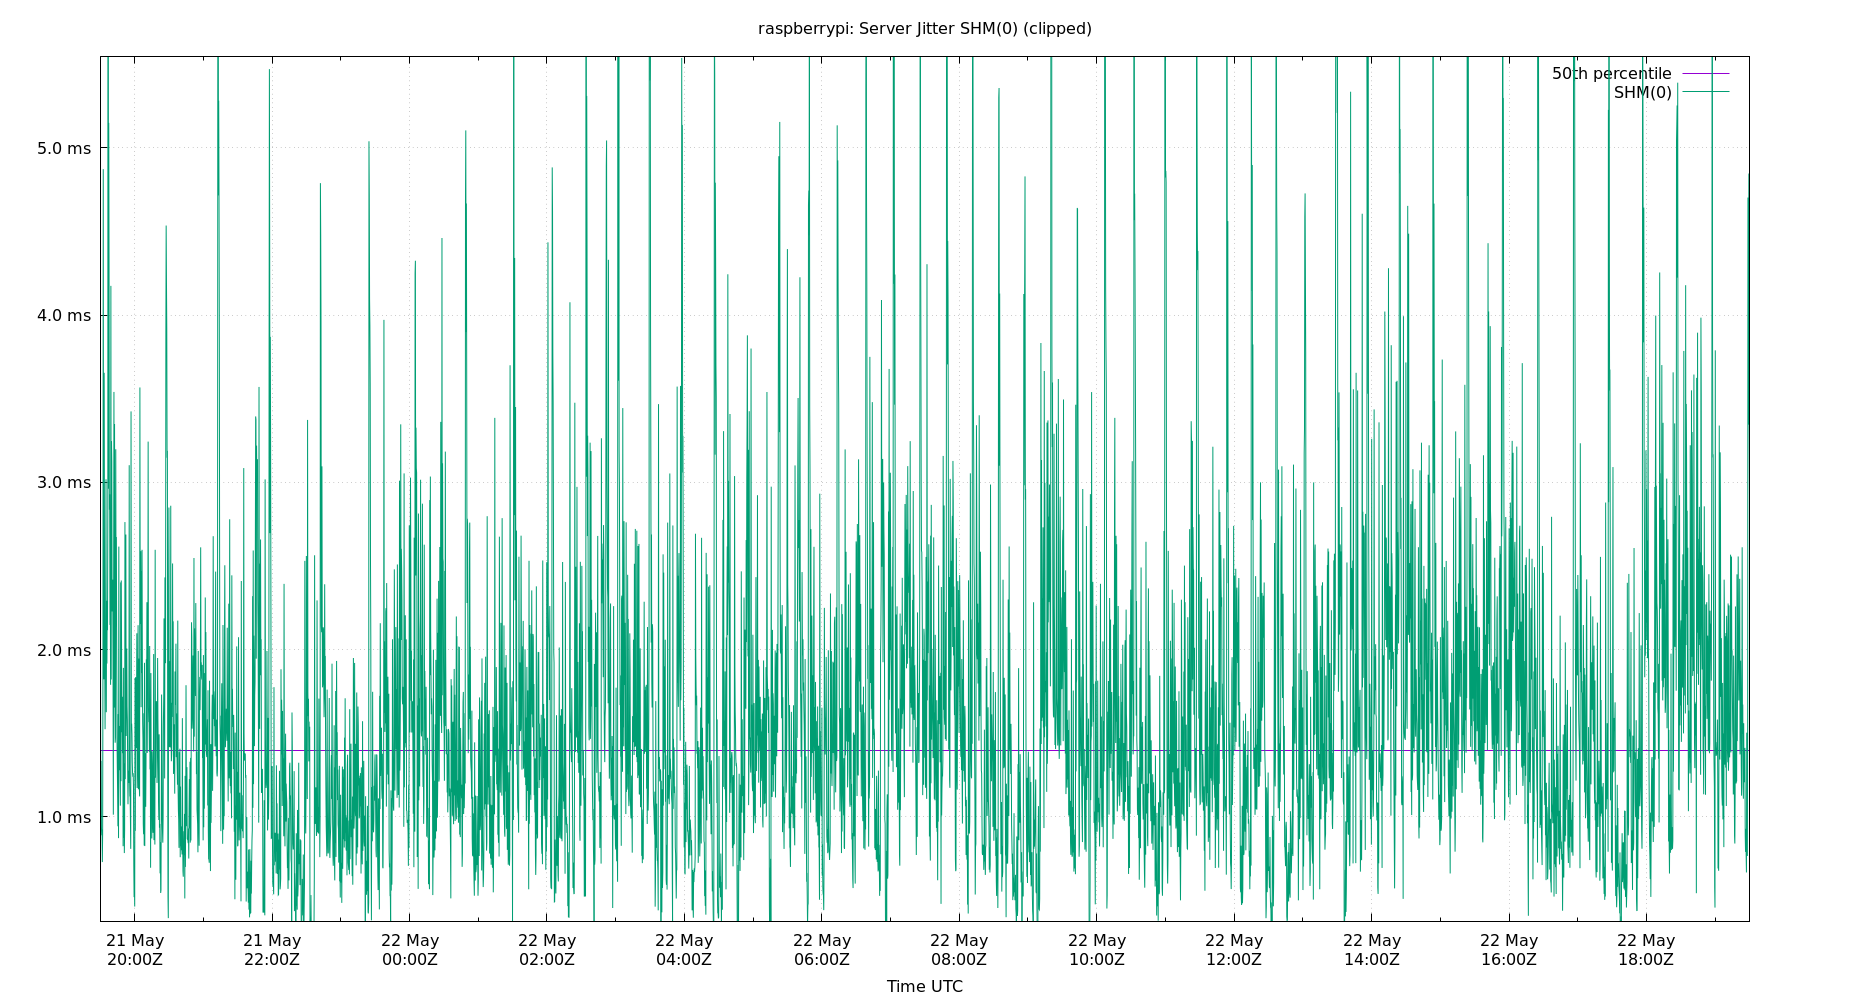 raspberrypi: Server Jitter SHM(0) (clipped)
50th percentile
SHM(0)
5.0 ms
4.0 ms
3.0 ms
2.0 ms
1.0 ms
21 May 21 May 22 May 22 May 22 May 22 May 22 May 22 May 22 May 22 May 22 May 22 May
20:00Z 22:00Z 00:00Z 02:00Z 04:00Z 06:00Z 08:00Z 10:00Z 12:00Z 14:00Z 16:00Z 18:00Z
Time UTC